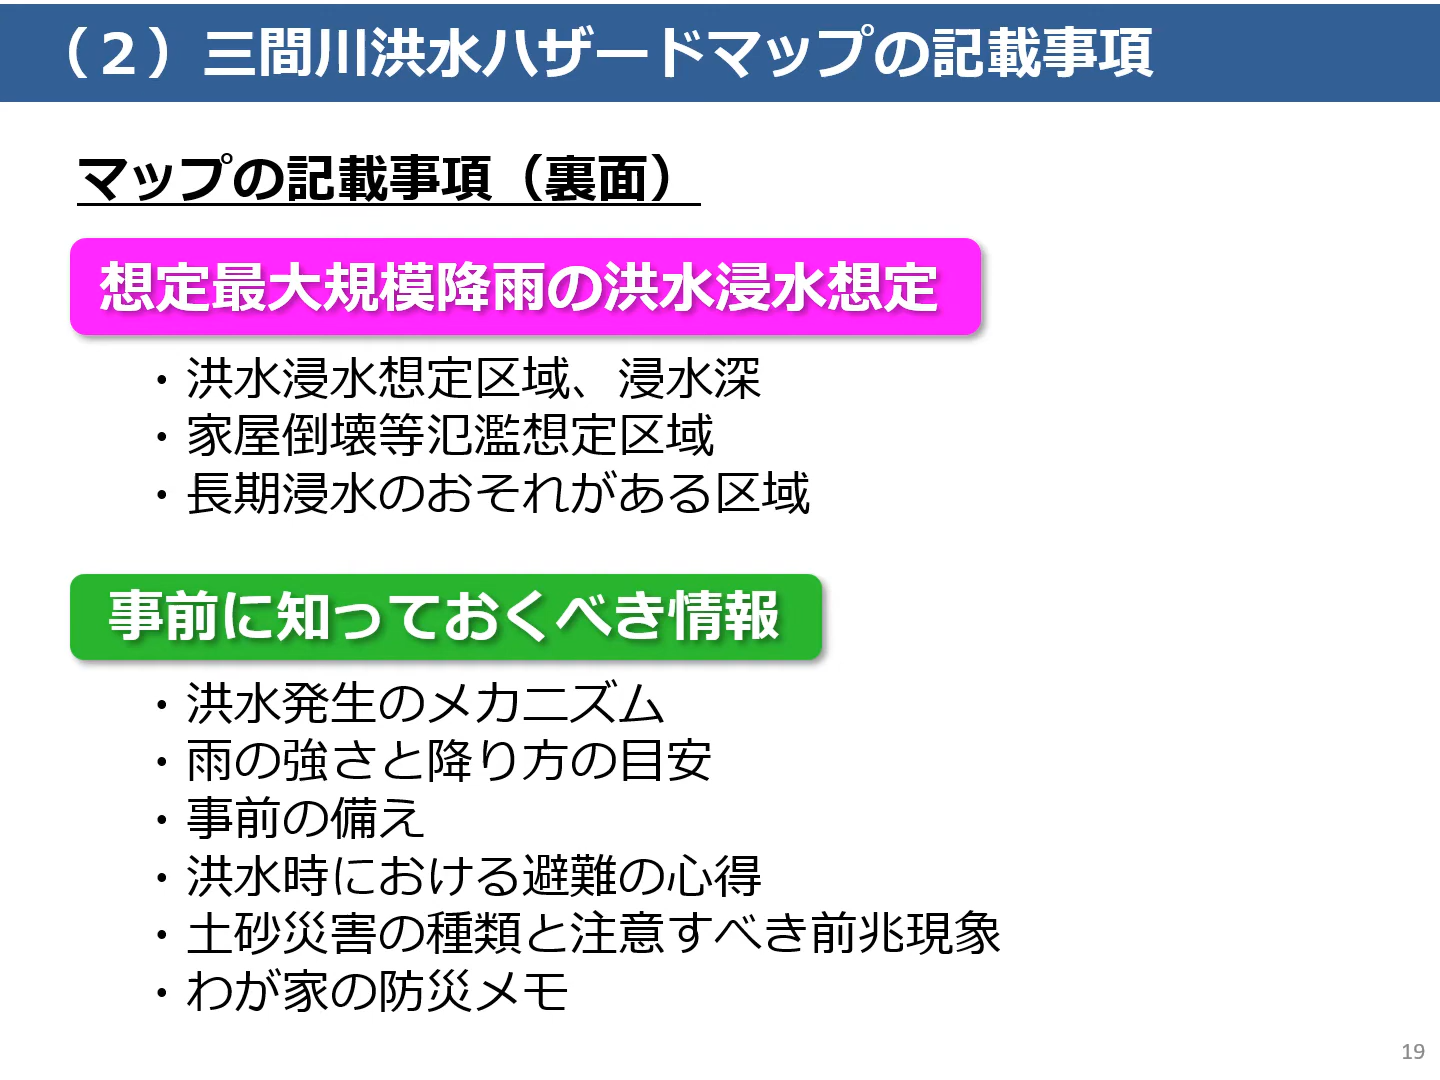 （２）三間川洪水ハザードマップの記載事項
マップの記載事項（裏面）
想定最大規模降雨の洪水浸水想定
・洪水浸水想定区域、浸水深
・家屋倒壊等氾濫想定区域
・長期浸水のおそれがある区域
事前に知っておくべき情報
・洪水発生のメカニズム
・雨の強さと降り方の目安
・事前の備え
・洪水時における避難の心得
・土砂災害の種類と注意すべき前兆現象
・わが家の防災メモ
19